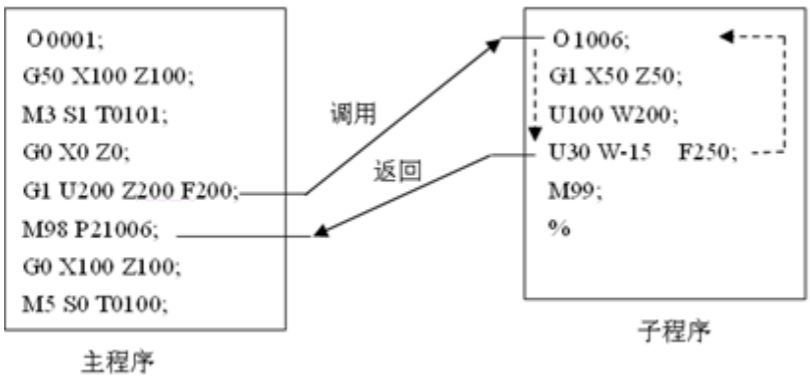 O0001;
G50 X100 Z100;
M3 S1 T0101;
G0 X0 Z0;
G1 U200 Z200 F200;
M98 P21006;
G0 X100 Z100;
M5 S0 T0100;
主程序
调用
返回
O1006;
G1 X50 Z50;
U100 W200;
U30 W-15 F250;
M99;
%
子程序